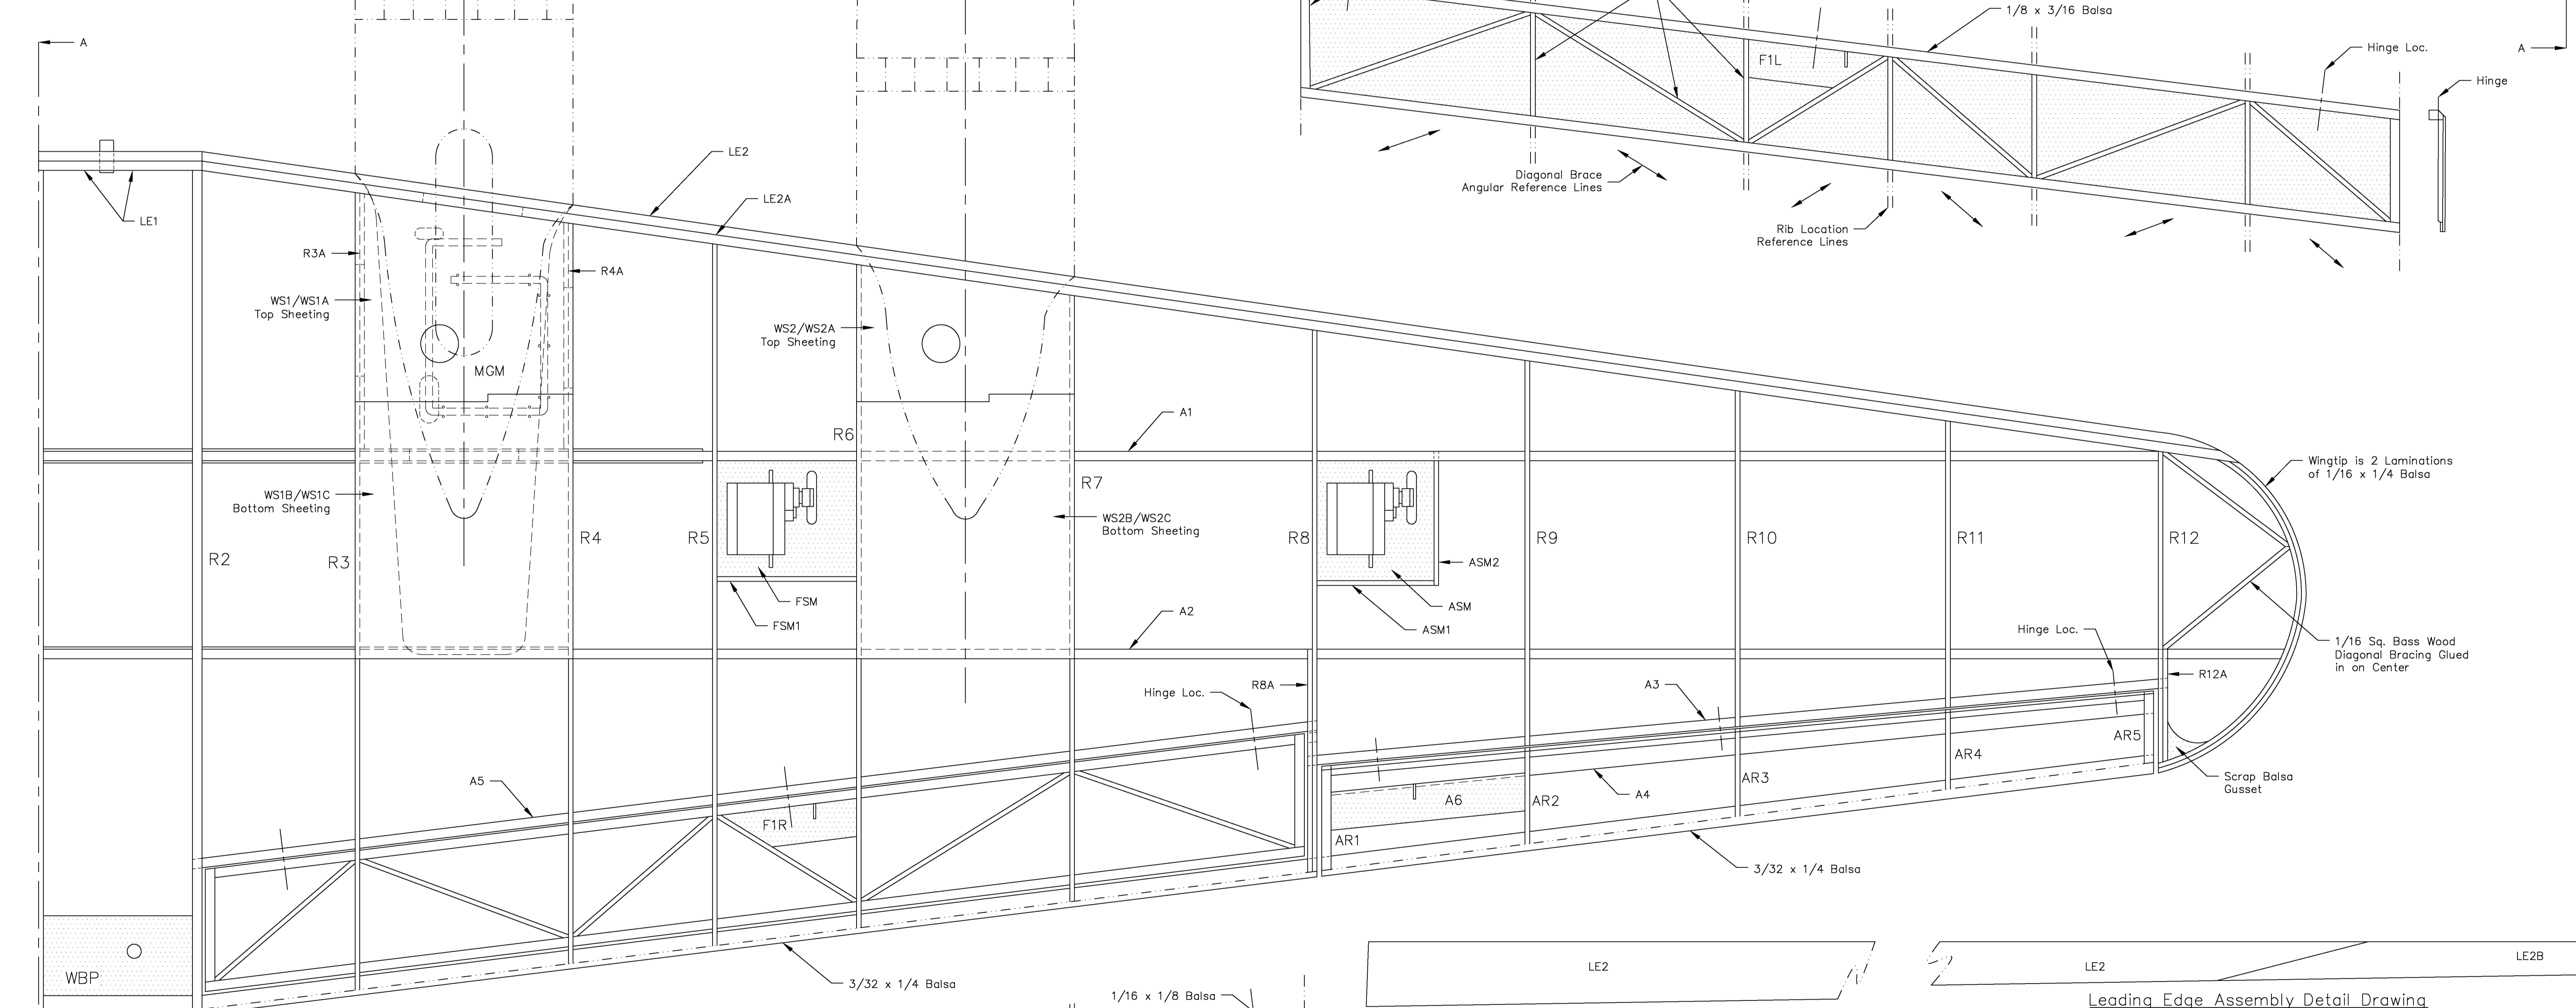 A
1/8 x 3/16 Balsa
A
Hinge Loc.
F1L
Hinge
LE2
Diagonal Brace
Angular Reference Lines
LE2A
LE1
Rib Location
Reference Lines
R3A
R4A
WS1/WS1A
Top Sheeting
WS2/WS2A
Top Sheeting
MGM
A1
R6
Wingtip is 2 Laminations
of 1/16 x 1/4 Balsa
R7
WS1B/WS1C
Bottom Sheeting
WS2B/WS2C
Bottom Sheeting
R2
R3
R4
R5
R8
R9
R10
R11
R12
ASM2
FSM
ASM
FSM1
A2
ASM1
Hinge Loc.
1/16 Sq. Bass Wood
Diagonal Bracing Glued
in on Center
R8A
Hinge Loc.
A3
R12A
AR5
AR4
A5
AR3
Scrap Balsa
Gusset
A4
A6
AR2
F1R
AR1
3/32 x 1/4 Balsa
WBP
3/32 x 1/4 Balsa
1/16 x 1/8 Balsa
LE2
LE2
LE2B
Leading Edge Assembly Detail Drawing